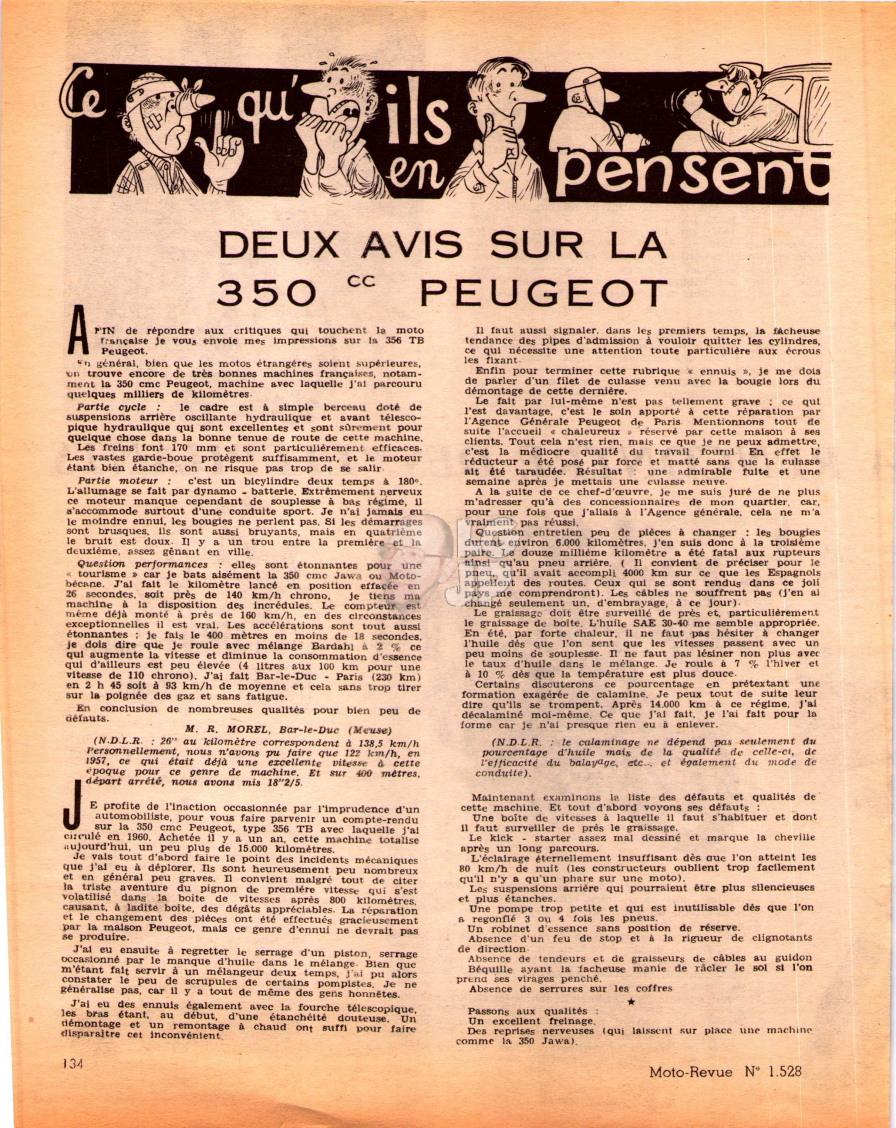 Ce qu'ils en pensent
DEUX AVIS SUR LA
350 CC PEUGEOT
AFIN de répondre aux critiques qui touchent la moto
française je vous envoie mes impressions sur la 356 TB
Peugeot.
En général, bien que les motos étrangères soient supérieures,
on trouve encore de très bonnes machines françaises, notam-
ment la 350 cmc Peugeot, machine avec laquelle j'ai parcouru
quelques milliers de kilomètres.
Partie cycle : le cadre est à simple berceau doté de
suspensions arrière oscillante hydraulique et avant télesco-
pique hydraulique qui sont excellentes et sont sûrement pour
quelque chose dans la bonne tenue de route de cette machine.
Les freins font 170 mm et sont particulièrement efficaces.
Les vastes garde-boue protègent suffisamment, et le moteur
étant bien étanche, on ne risque pas trop de se salir.
Partie moteur : c'est un bicylindre deux temps à 180°.
L'allumage se fait par dynamo - batterie. Extrêmement nerveux
ce moteur manque cependant de souplesse à bas régime, il
s'accommode surtout d'une conduite sport. Je n'ai jamais eu
le moindre ennui, les bougies ne perlent pas. Si les démarrages
sont brusques, ils sont aussi bruyants, mais en quatrième
le bruit est doux. Il y a un trou entre la première et la
deuxième, assez gênant en ville.
Question performances : elles sont étonnantes pour une
« tourisme » car je bats aisément la 350 cmc Jawa ou Moto-
bécane. J'ai fait le kilomètre lancé en position effacée en
26 secondes, soit près de 140 km/h chrono, je tiens ma
machine à la disposition des incrédules. Le compteur est
même déjà monté à près de 160 km/h, en des circonstances
exceptionnelles il est vrai. Les accélérations sont tout aussi
étonnantes ; je fais le 400 mètres en moins de 18 secondes,
je dois dire que je roule avec mélange Bardahl à 2 % ce
qui augmente la vitesse et diminue la consommation d'essence
qui d'ailleurs est peu élevée (4 litres aux 100 km pour une
vitesse de 110 chrono). J'ai fait Bar-le-Duc - Paris (230 km)
en 2 h 45 soit à 93 km/h de moyenne et cela sans trop tirer
sur la poignée des gaz et sans fatigue.
En conclusion de nombreuses qualités pour bien peu de
défauts.
M. R. MOREL, Bar-le-Duc (Meuse)
(N.D.L.R. : 26" au kilomètre correspondent à 138,5 km/h
Personnellement, nous n'avons pu faire que 122 km/h, en
1957, ce qui était déjà une excellente vitesse à cette
époque pour ce genre de machine. Et sur 400 mètres,
départ arrêté, nous avons mis 18"2/5.
JE profite de l'inaction occasionnée par l'imprudence d'un
automobiliste, pour vous faire parvenir un compte-rendu
sur la 350 cmc Peugeot, type 356 TB avec laquelle j'ai
circulé en 1960. Achetée il y a un an, cette machine totalise
aujourd'hui, un peu plus de 15.000 kilomètres.
Je vais tout d'abord faire le point des incidents mécaniques
que j'ai eu à déplorer. Ils sont heureusement peu nombreux
et en général peu graves. Il convient malgré tout de citer
la triste aventure du pignon de première vitesse qui s'est
volatilisé dans la boite de vitesses après 800 kilomètres,
causant, à ladite boite, des dégâts appréciables. La réparation
et le changement des pièces ont été effectués gracieusement
par la maison Peugeot, mais ce genre d'ennui ne devrait pas
se produire.
J'ai eu ensuite à regretter le serrage d'un piston, serrage
occasionné par le manque d'huile dans le mélange. Bien que
m'étant fait servir à un mélangeur deux temps, j'ai pu alors
constater le peu de scrupules de certains pompistes. Je ne
généralise pas, car il y a tout de même des gens honnêtes.
J'ai eu des ennuis également avec la fourche télescopique,
les bras étant, au début, d'une étanchéité douteuse. Un
démontage et un remontage à chaud ont suffi pour faire
disparaître cet inconvénient.
134
Il faut aussi signaler, dans les premiers temps, la fâcheuse
tendance des pipes d'admission à vouloir quitter les cylindres,
ce qui nécessite une attention toute particulière aux écrous
les fixant.
Enfin pour terminer cette rubrique « ennuis », je me dois
de parler d'un filet de culasse venu avec la bougie lors du
démontage de cette dernière.
Le fait par lui-même n'est pas tellement grave ; ce qui
l'est davantage, c'est le soin apporté à cette réparation par
l'Agence Générale Peugeot de Paris. Mentionnons tout de
suite l'accueil « chaleureux » réservé par cette maison à ses
clients. Tout cela n'est rien, mais ce que je ne peux admettre,
c'est la médiocre qualité du travail fourni. En effet le
réducteur a été posé par force et matté sans que la culasse
ait été taraudée. Résultat : une admirable fuite et une
semaine après je mettais une culasse neuve.
A la suite de ce chef-d'œuvre, je me suis juré de ne plus
m'adresser qu'à des concessionnaires de mon quartier, car,
pour une fois que j'allais à l'Agence générale, cela ne m'a
vraiment pas réussi.
Question entretien peu de pièces à changer : les bougies
durent environ 6.000 kilomètres, j'en suis donc à la troisième
paire. Le douze millième kilomètre a été fatal aux rupteurs
ainsi qu'au pneu arrière. ( Il convient de préciser pour le
pneu, qu'il avait accompli 4000 km sur ce que les Espagnols
appellent des routes. Ceux qui se sont rendus dans ce joli
pays me comprendront). Les câbles ne souffrent pas (j'en ai
changé seulement un, d'embrayage, à ce jour).
Le graissage doit être surveillé de près et, particulièrement
le graissage de boîte. L'huile SAE 30-40 me semble appropriée.
En été, par forte chaleur, il ne faut pas hésiter à changer
l'huile dès que l'on sent que les vitesses passent avec un
peu moins de souplesse. Il ne faut pas lésiner non plus avec
le taux d'huile dans le mélange. Je roule à 7 % l'hiver et
à 10 % dès que la température est plus douce.
Certains discuteront ce pourcentage en prétextant une
formation exagérée de calamine. Je peux tout de suite leur
dire qu'ils se trompent. Après 14.000 km à ce régime, j'ai
décalaminé moi-même. Ce que j'ai fait, je l'ai fait pour la
forme car je n'ai presque rien eu à enlever.
(N.D.L.R. : le calaminage ne dépend pas seulement du
pourcentage d'huile mais de la qualité de celle-ci, de
l'efficacité du balayage, etc... et également du mode de
conduite).
Maintenant examinons la liste des défauts et qualités de
cette machine. Et tout d'abord voyons ses défauts :
Une boîte de vitesses à laquelle il faut s'habituer et dont
il faut surveiller de près le graissage.
Le kick - starter assez mal dessiné et marque la cheville
après un long parcours.
L'éclairage éternellement insuffisant dès que l'on atteint les
80 km/h de nuit (les constructeurs oublient trop facilement
qu'il n'y a qu'un phare sur une moto).
Les suspensions arrière qui pourraient être plus silencieuses
et plus étanches.
Une pompe trop petite et qui est inutilisable dès que l'on
a regonflé 3 ou 4 fois les pneus.
Un robinet d'essence sans position de réserve.
Absence d'un feu de stop et à la rigueur de clignotants
de direction
Absence de tendeurs et de graisseurs de câbles au guidon
Béquille ayant la facheuse manie de râcler le sol si l'on
prend ses virages penché.
Absence de serrures sur les coffres
★
Passons aux qualités :
Un excellent freinage.
Des reprises nerveuses (qui laissent sur place une machine
comme la 350 Jawa).
Moto-Revue N° 1.528